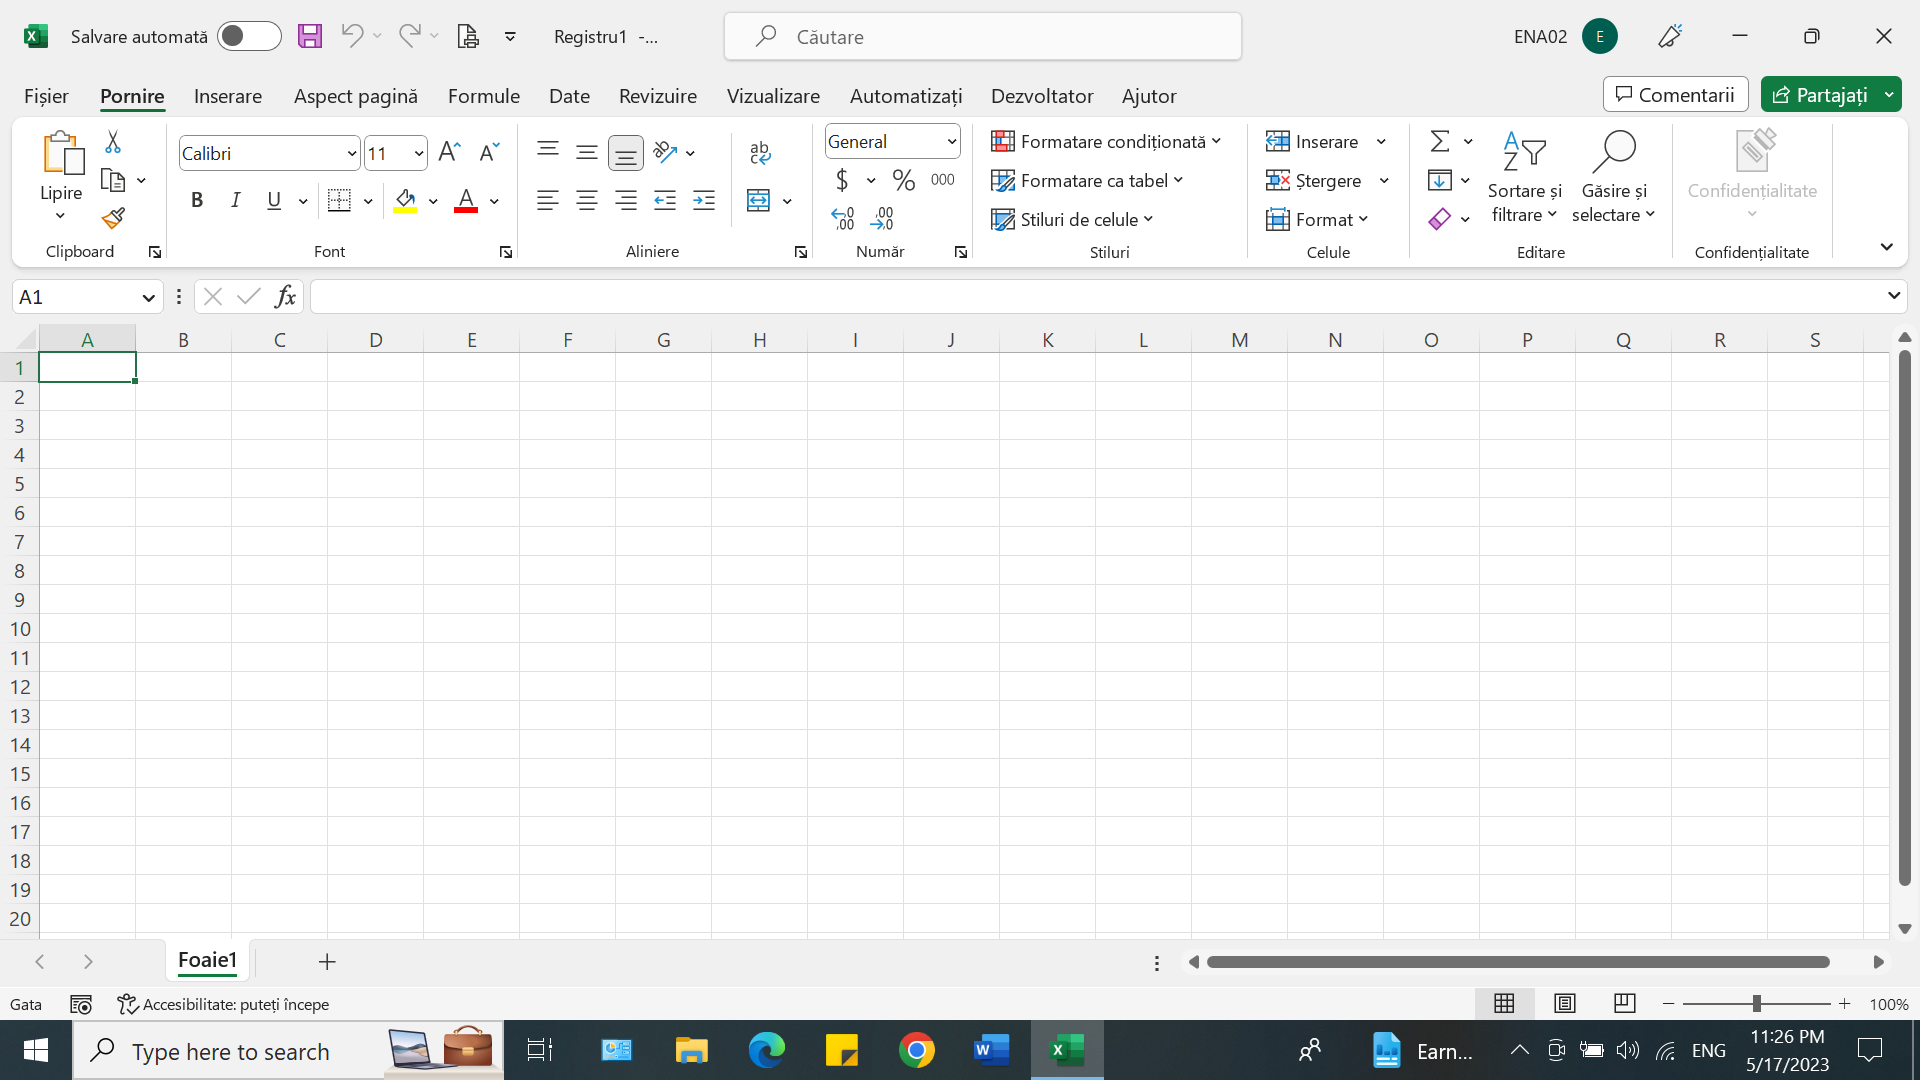 Salvare automată
Registru1 -...
Căutare
ENA02
E
Fișier Pornire Inserare Aspect pagină Formule Date Revizuire Vizualizare Automatizați Dezvoltator Ajutor
Comentarii
Partajați
Lipire
Clipboard
Calibri
11
B I U
A
Font
ab
c
Aliniere
General
$ % 000
Număr
Formatare condiționată
Formatare ca tabel
Stiluri de celule
Stiluri
Inserare
Ștergere
Format
Celule
Sortare și filtrare
Găsire și selectare
Editare
Confidențialitate
Confidențialitate
A1
fx
A B C D E F G H I J K L M N O P Q R S
1
2
3
4
5
6
7
8
9
10
11
12
13
14
15
16
17
18
19
20
Foaie1
Gata
Accesibilitate: puteți începe
100%
Type here to search
Earn...
ENG
11:26 PM
5/17/2023